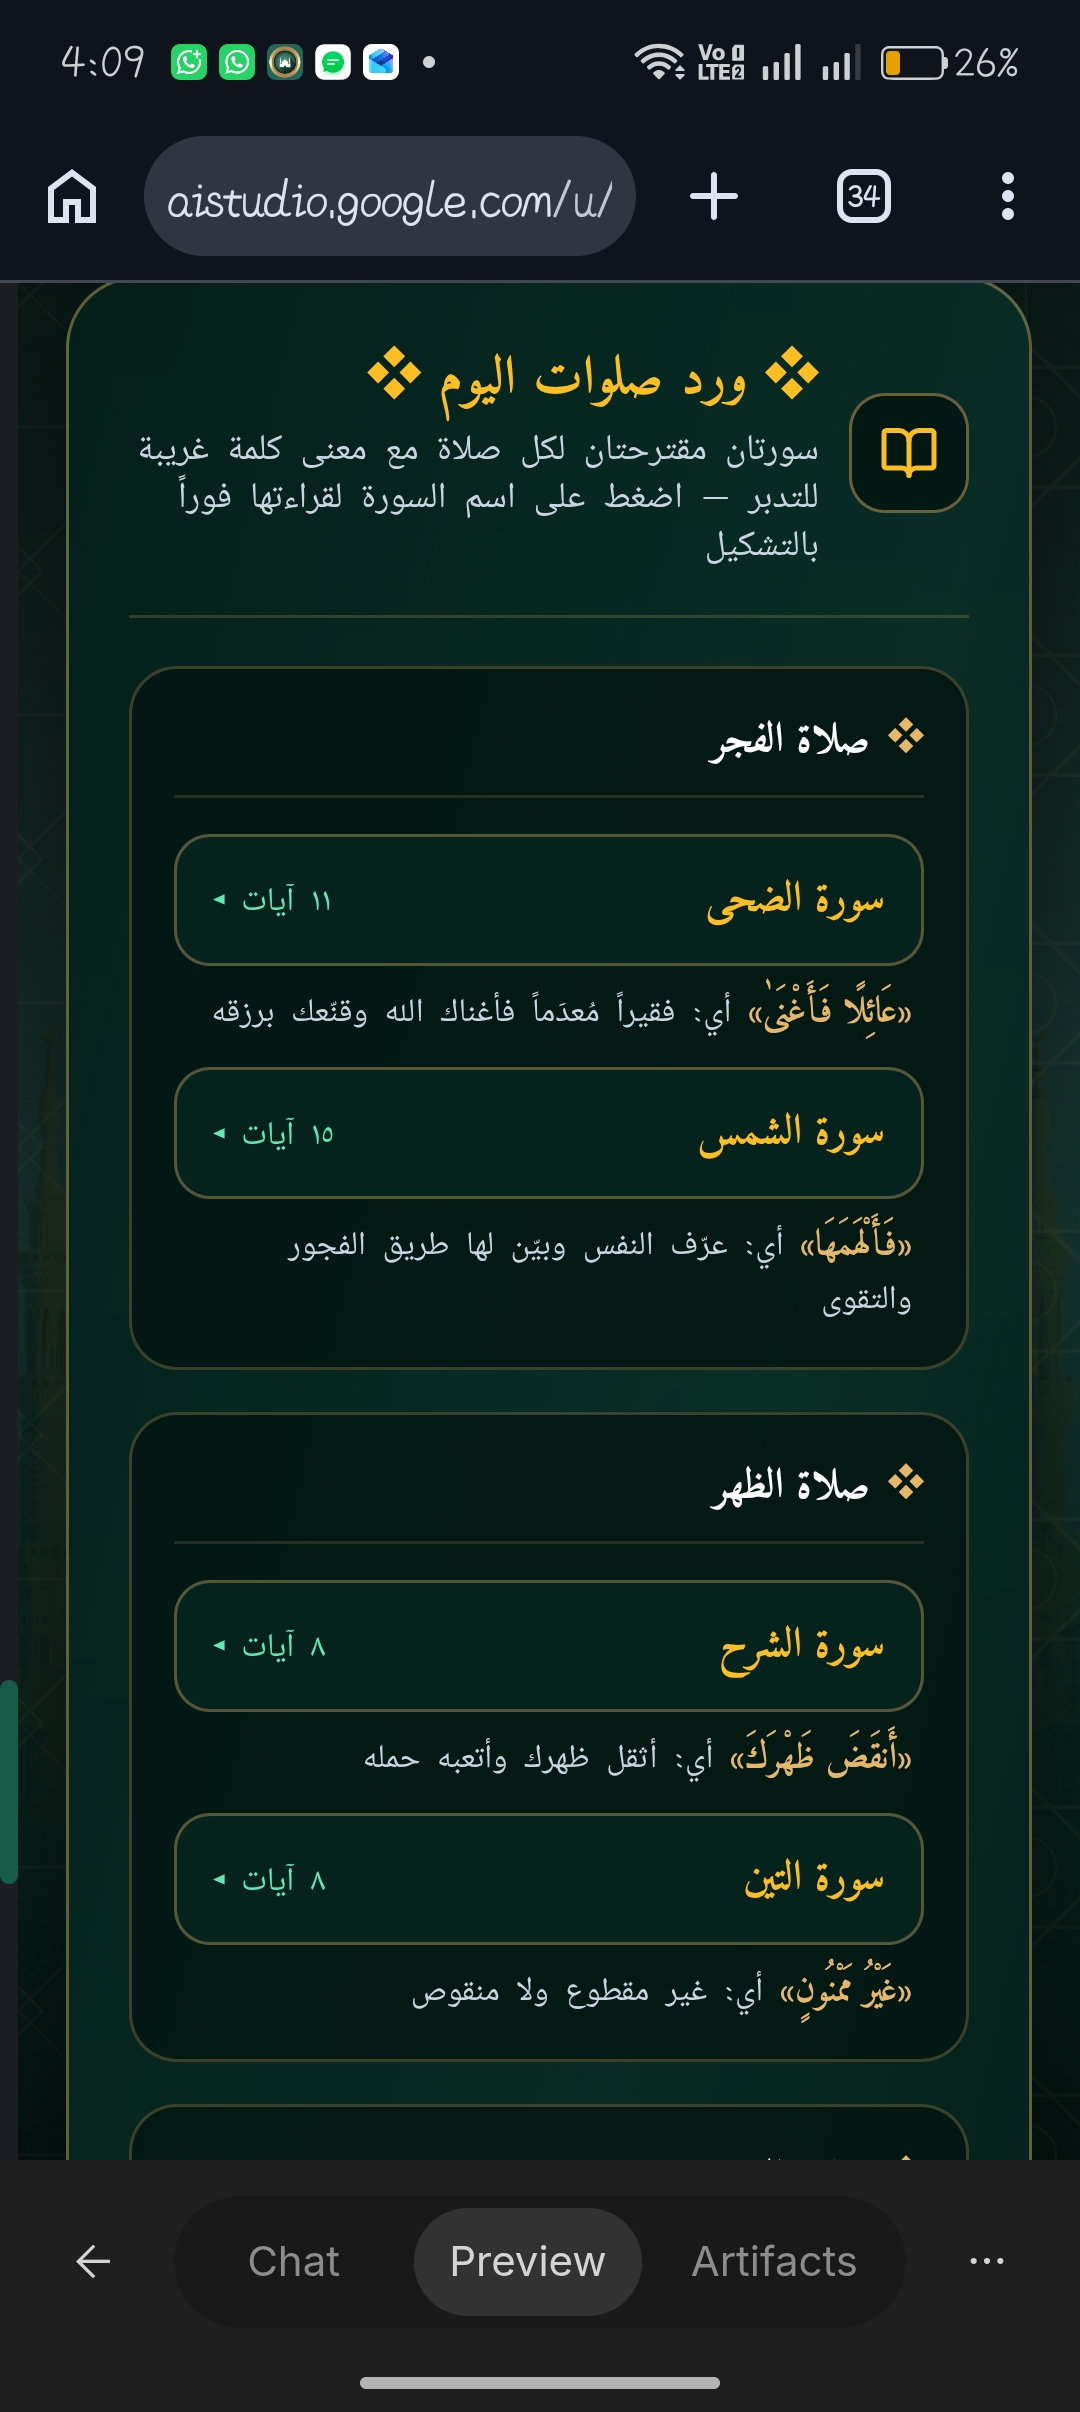 4:09
Vo 1 LTE2
26%
aistudio.google.com/u/
34
❖ ورد صلوات اليوم ❖
سورتان مقترحتان لكل صلاة مع معنى كلمة غريبة
للتدبر — اضغط على اسم السورة لقراءتها فوراً
بالتشكيل
❖ صلاة الفجر
سورة الضحى
١١ آيات ◂
«عَائِلًا فَأَغْنَىٰ» أي: فقيراً مُعدَماً فأغناك الله وقنّعك برزقه
سورة الشمس
١٥ آيات ◂
«فَأَلْهَمَهَا» أي: عرّف النفس وبيّن لها طريق الفجور
والتقوى
❖ صلاة الظهر
سورة الشرح
٨ آيات ◂
«أَنقَضَ ظَهْرَكَ» أي: أثقل ظهرك وأتعبه حمله
سورة التين
٨ آيات ◂
«غَيْرُ مَمْنُونٍ» أي: غير مقطوع ولا منقوص
Chat
Preview
Artifacts